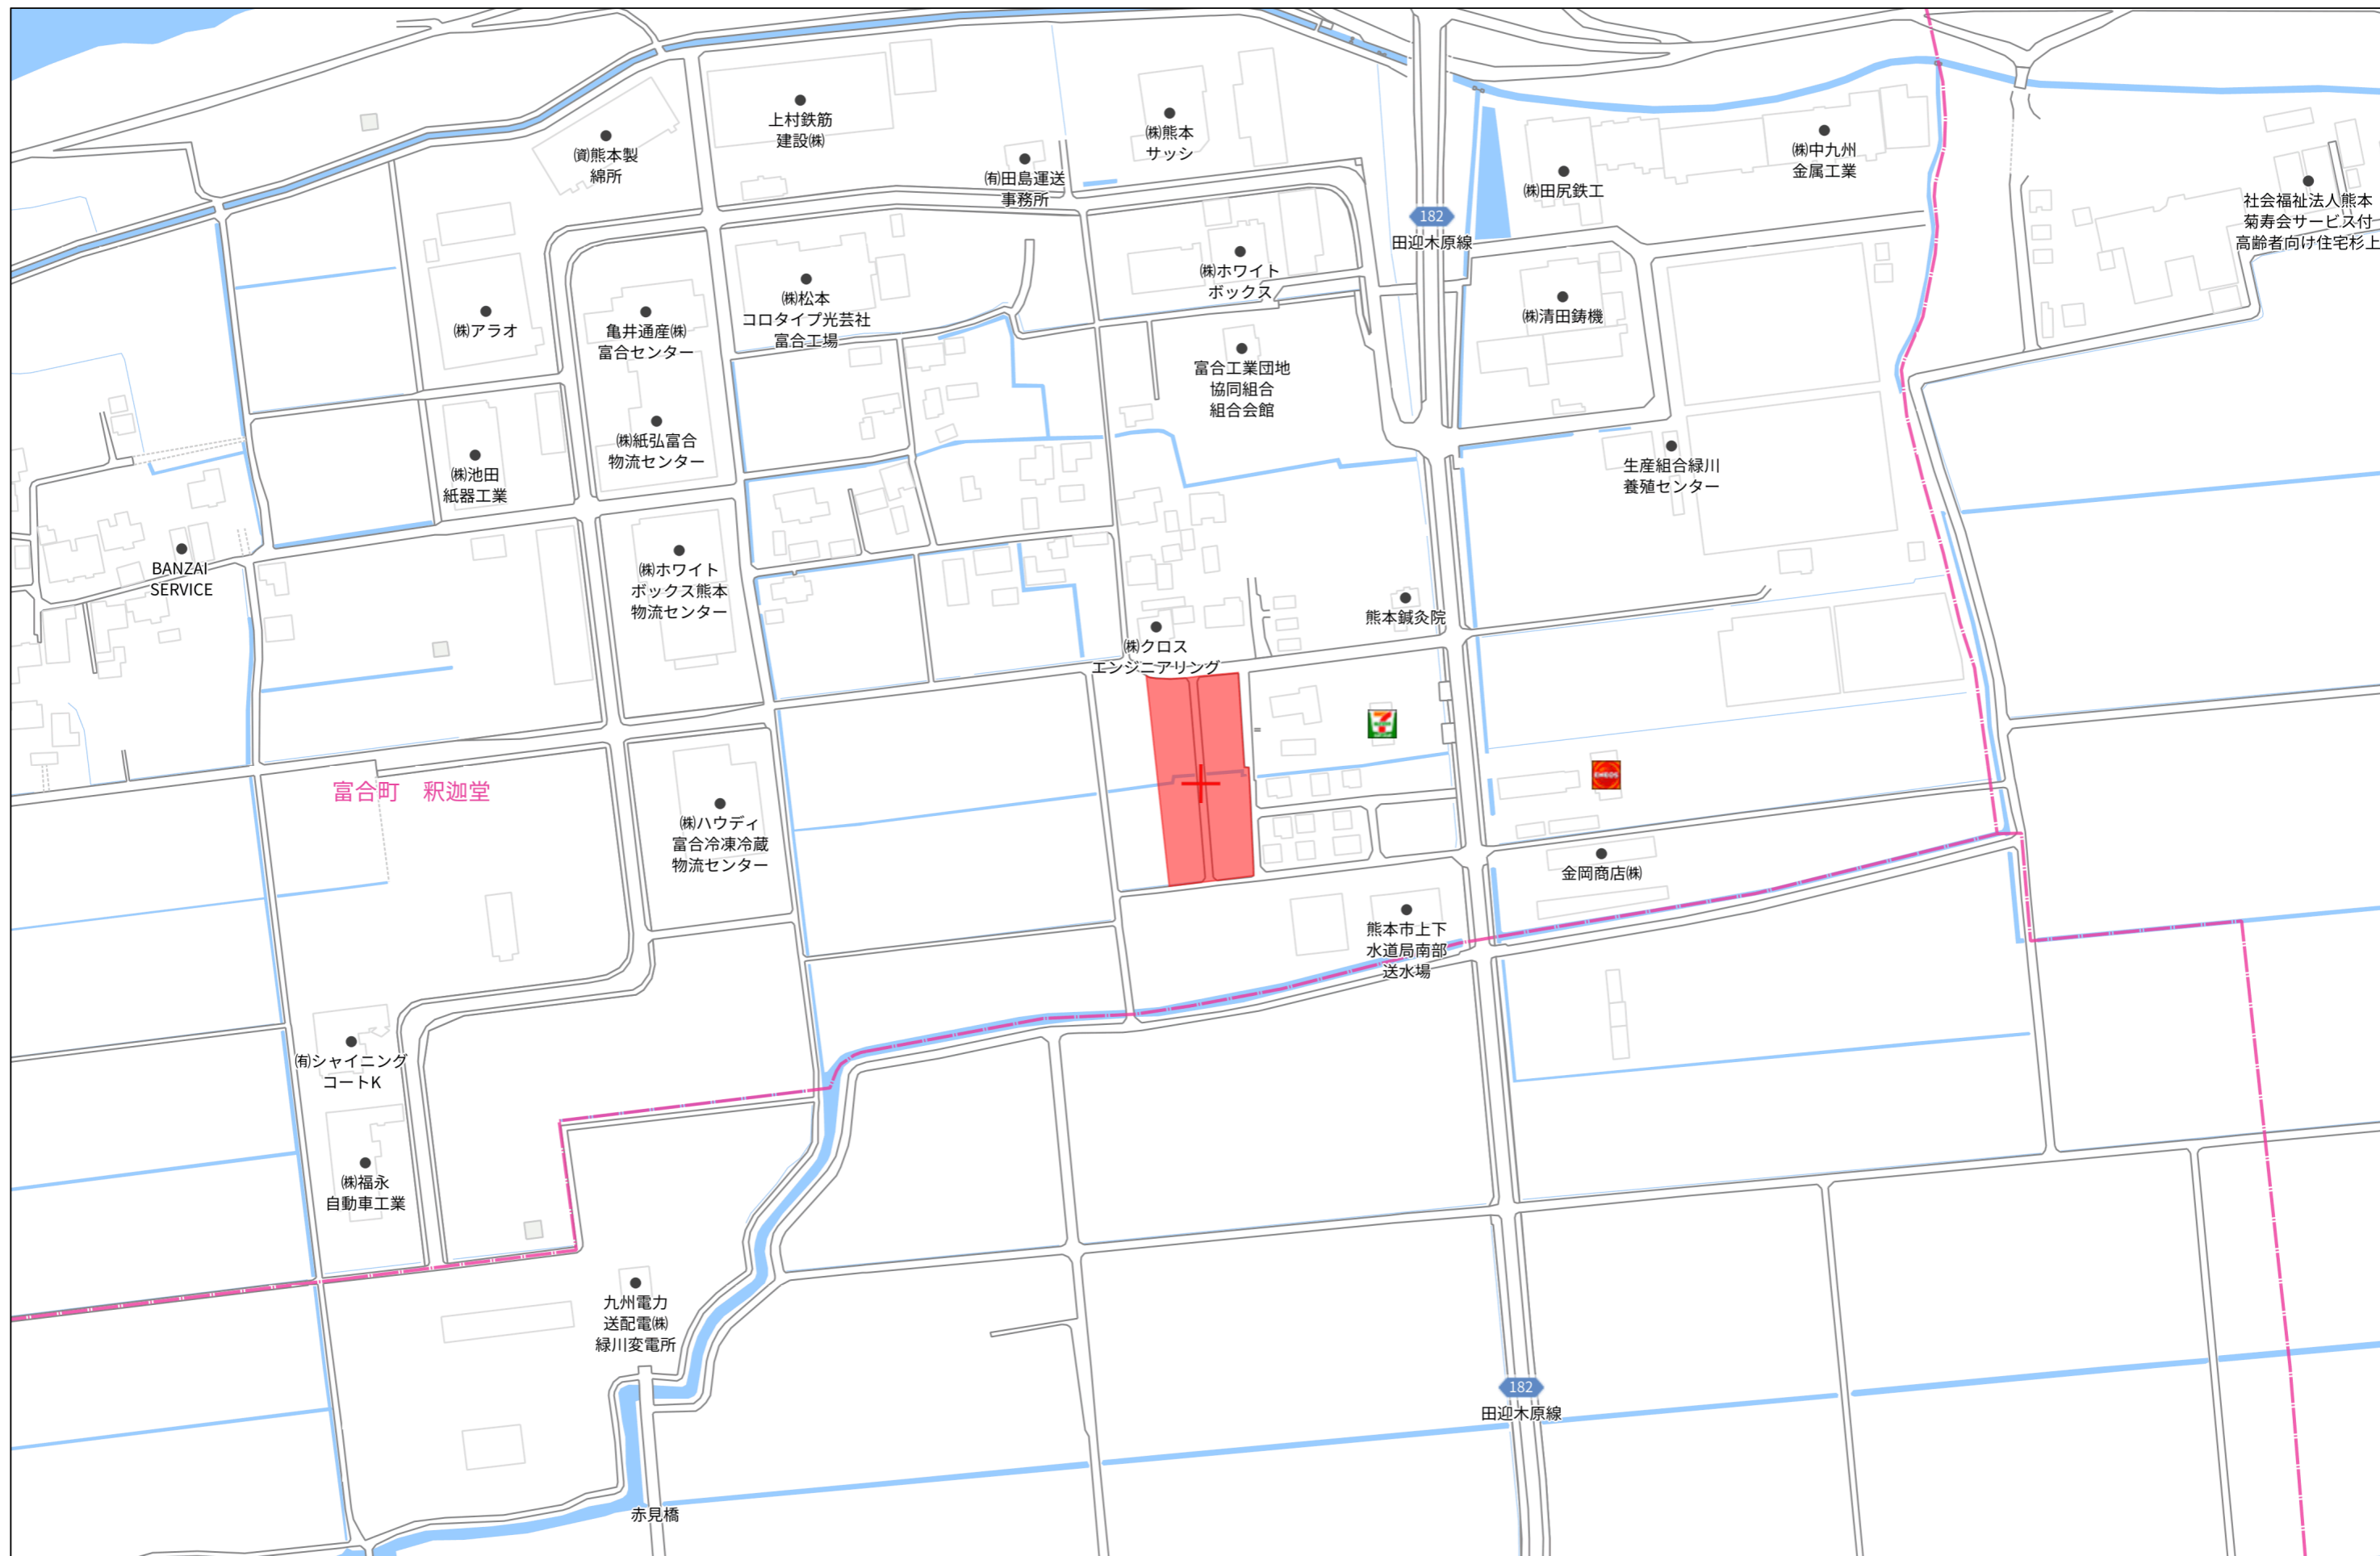 上村鉄筋
建設㈱
㈾熊本製
綿所
㈱熊本
サッシ
㈲田島運送
事務所
㈱中九州
金属工業
㈱田尻鉄工
社会福祉法人熊本
菊寿会サービス付
高齢者向け住宅杉上
182
田迎木原線
㈱ホワイト
ボックス
㈱松本
コロタイプ光芸社
富合工場
㈱アラオ
亀井通産㈱
富合センター
㈱清田鋳機
富合工業団地
協同組合
組合会館
㈱紙弘富合
物流センター
㈱池田
紙器工業
生産組合緑川
養殖センター
BANZAI
SERVICE
㈱ホワイト
ボックス熊本
物流センター
熊本鍼灸院
㈱クロス
エンジニアリング
7
ENEOS
富合町　釈迦堂
㈱ハウディ
富合冷凍冷蔵
物流センター
金岡商店㈱
熊本市上下
水道局南部
送水場
㈲シャイニング
コートK
㈱福永
自動車工業
九州電力
送配電㈱
緑川変電所
182
田迎木原線
赤見橋